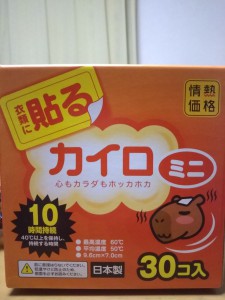 情熱
価格
衣類に
貼る
カイロ
ミニ
心もカラダもホッカホカ
10
時間持続
40℃以上を保持し、
持続する時間
● 最高温度 60℃
● 平均温度 50℃
● 9.6cm×7.0cm
日本製
30コ入